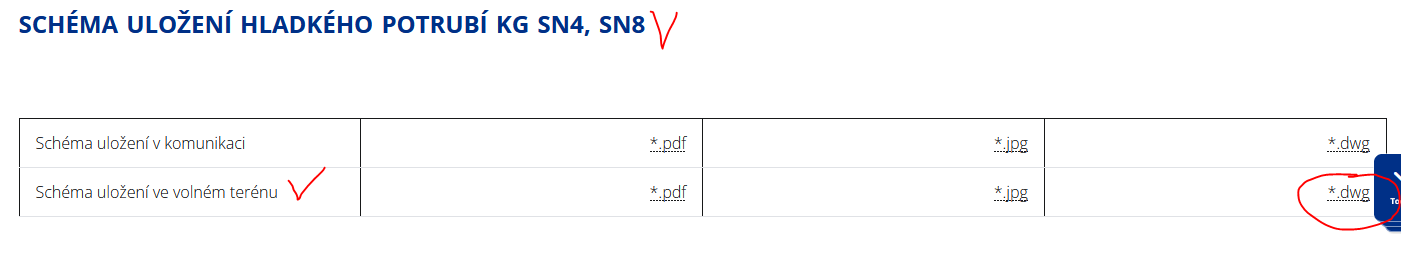 SCHÉMA ULOŽENÍ HLADKÉHO POTRUBÍ KG SN4, SN8
Schéma uložení v komunikaci *.pdf *.jpg *.dwg
Schéma uložení ve volném terénu *.pdf *.jpg *.dwg